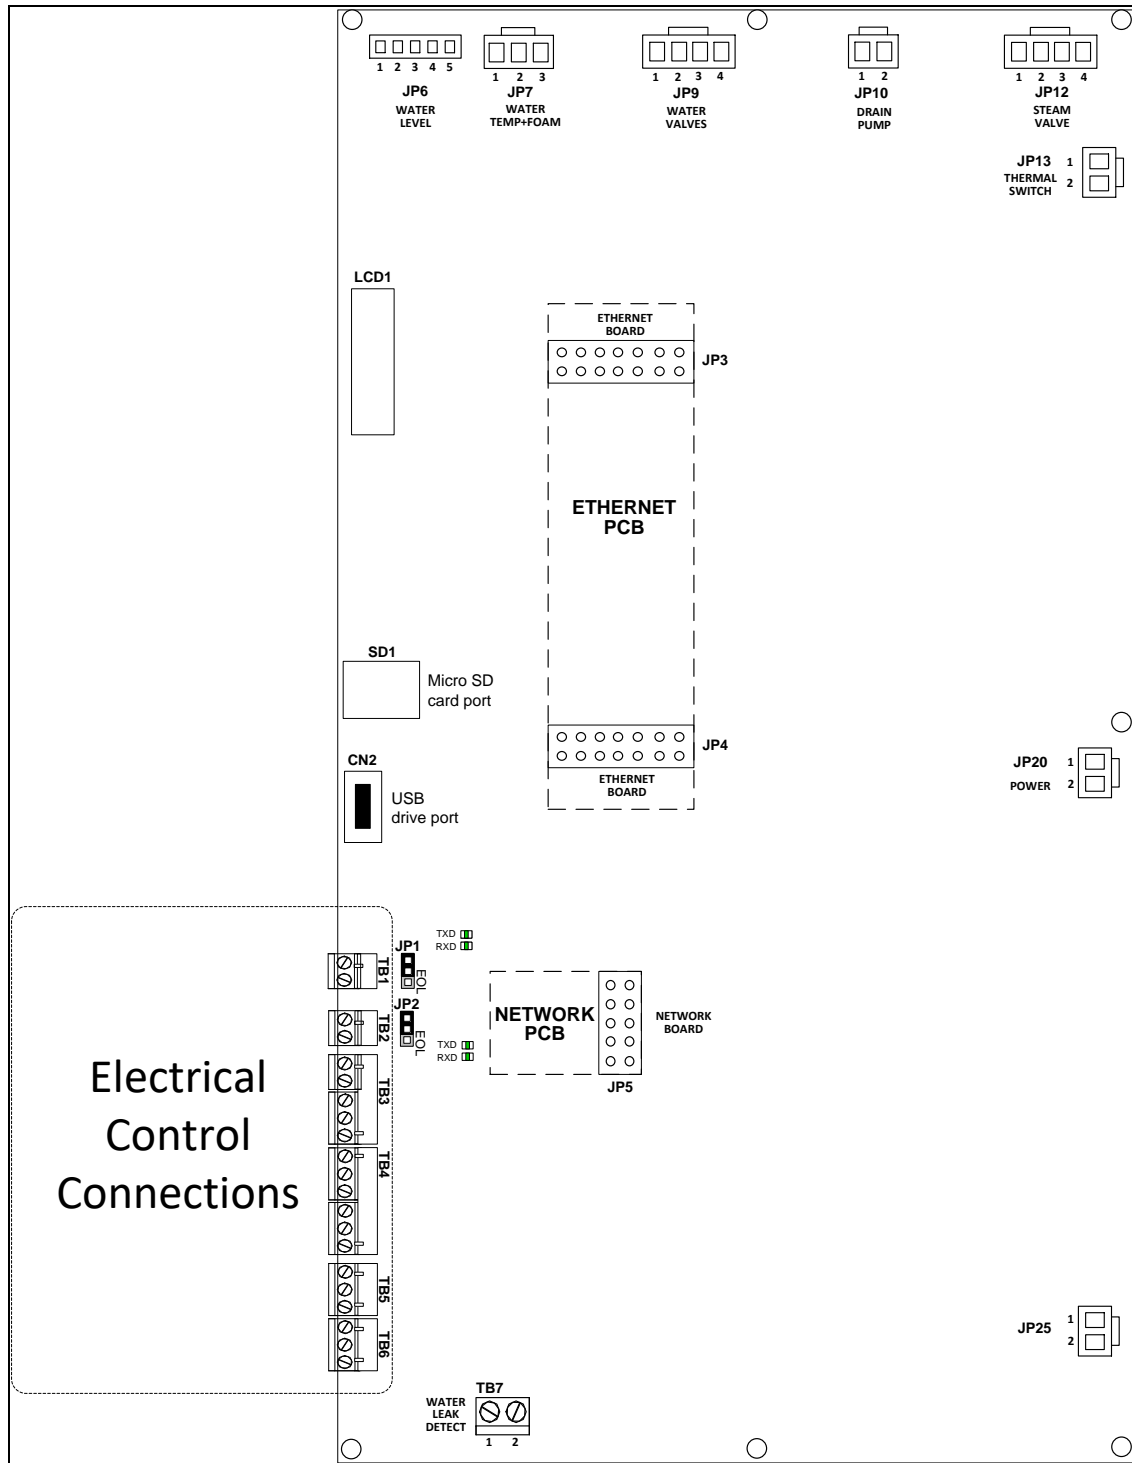 1 2 3 4 5
JP6
WATER
LEVEL
1 2 3
JP7
WATER
TEMP+FOAM
1 2 3 4
JP9
WATER
VALVES
1 2
JP10
DRAIN
PUMP
1 2 3 4
JP12
STEAM
VALVE
JP13
THERMAL
SWITCH
1
2
LCD1
ETHERNET
BOARD
JP3
ETHERNET
PCB
SD1
Micro SD
card port
JP4
ETHERNET
BOARD
CN2
USB
drive port
JP20
POWER
1
2
TXD
RXD
JP1
EOL
TB1
JP2
EOL
TB2
TXD
RXD
NETWORK
PCB
NETWORK
BOARD
JP5
Electrical
Control
Connections
TB3
TB4
TB5
TB6
JP25
1
2
TB7
WATER
LEAK
DETECT
1 2